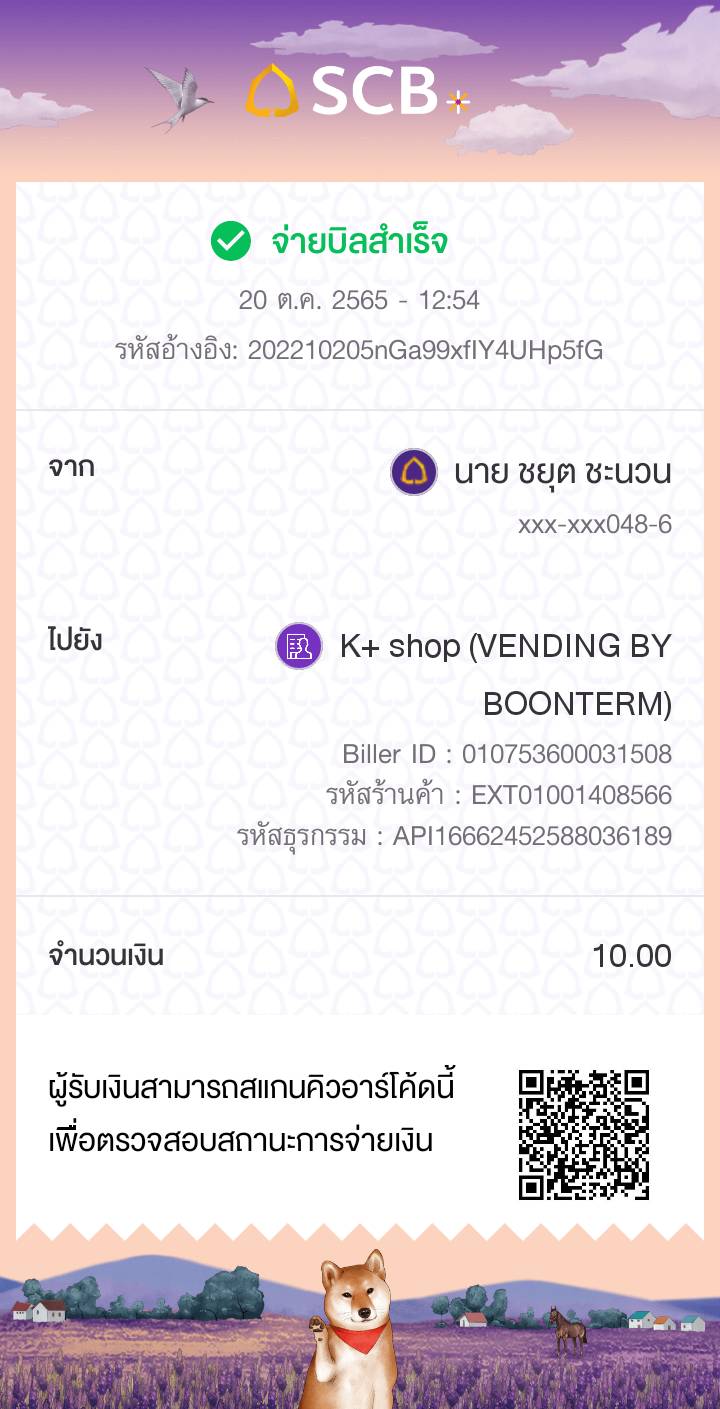 SCB
จ่ายบิลสำเร็จ
20 ต.ค. 2565 - 12:54
รหัสอ้างอิง: 202210205nGa99xfIY4UHp5fG
จาก
นาย ชยุต ชะนวน
xxx-xxx048-6
ไปยัง
K+ shop (VENDING BY
BOONTERM)
Biller ID : 010753600031508
รหัสร้านค้า : EXT01001408566
รหัสธุรกรรม : API16662452588036189
จำนวนเงิน
10.00
ผู้รับเงินสามารถสแกนคิวอาร์โค้ดนี้
เพื่อตรวจสอบสถานะการจ่ายเงิน